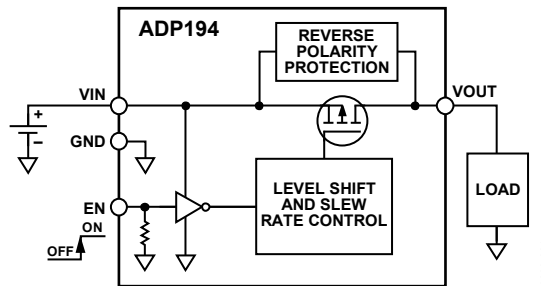 ADP194
REVERSE
POLARITY
PROTECTION
VIN
VOUT
+
−
GND
LEVEL SHIFT
AND SLEW
RATE CONTROL
LOAD
EN
ON
OFF